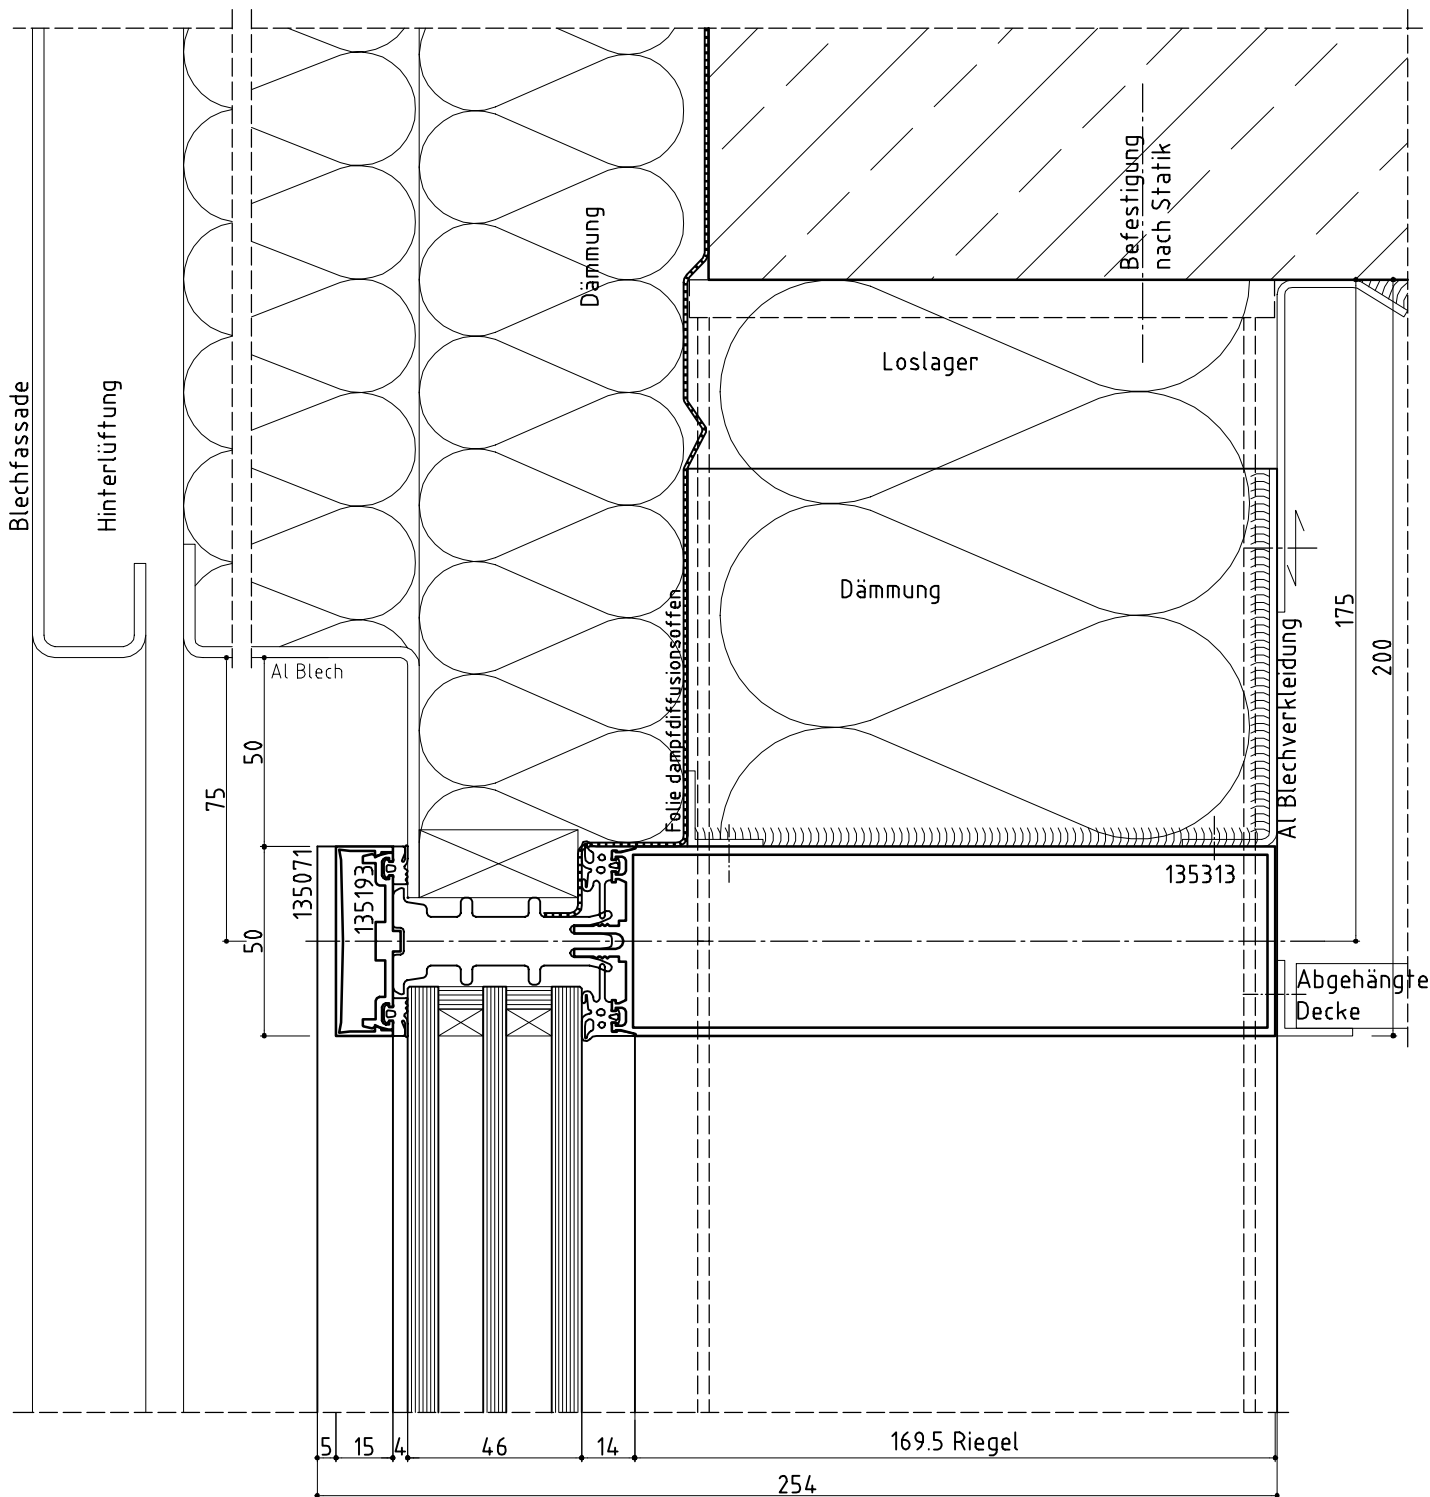 Befestigung
nach Statik
Dämmung
Loslager
Blechfassade
Hinterlüftung
Dämmung
Folie dampfdiffusionsoffen
175
200
Al Blechverkleidung
Al Blech
50
75
135071
135193
135313
50
Abgehängte
Decke
5
15
4
46
14
169.5 Riegel
254